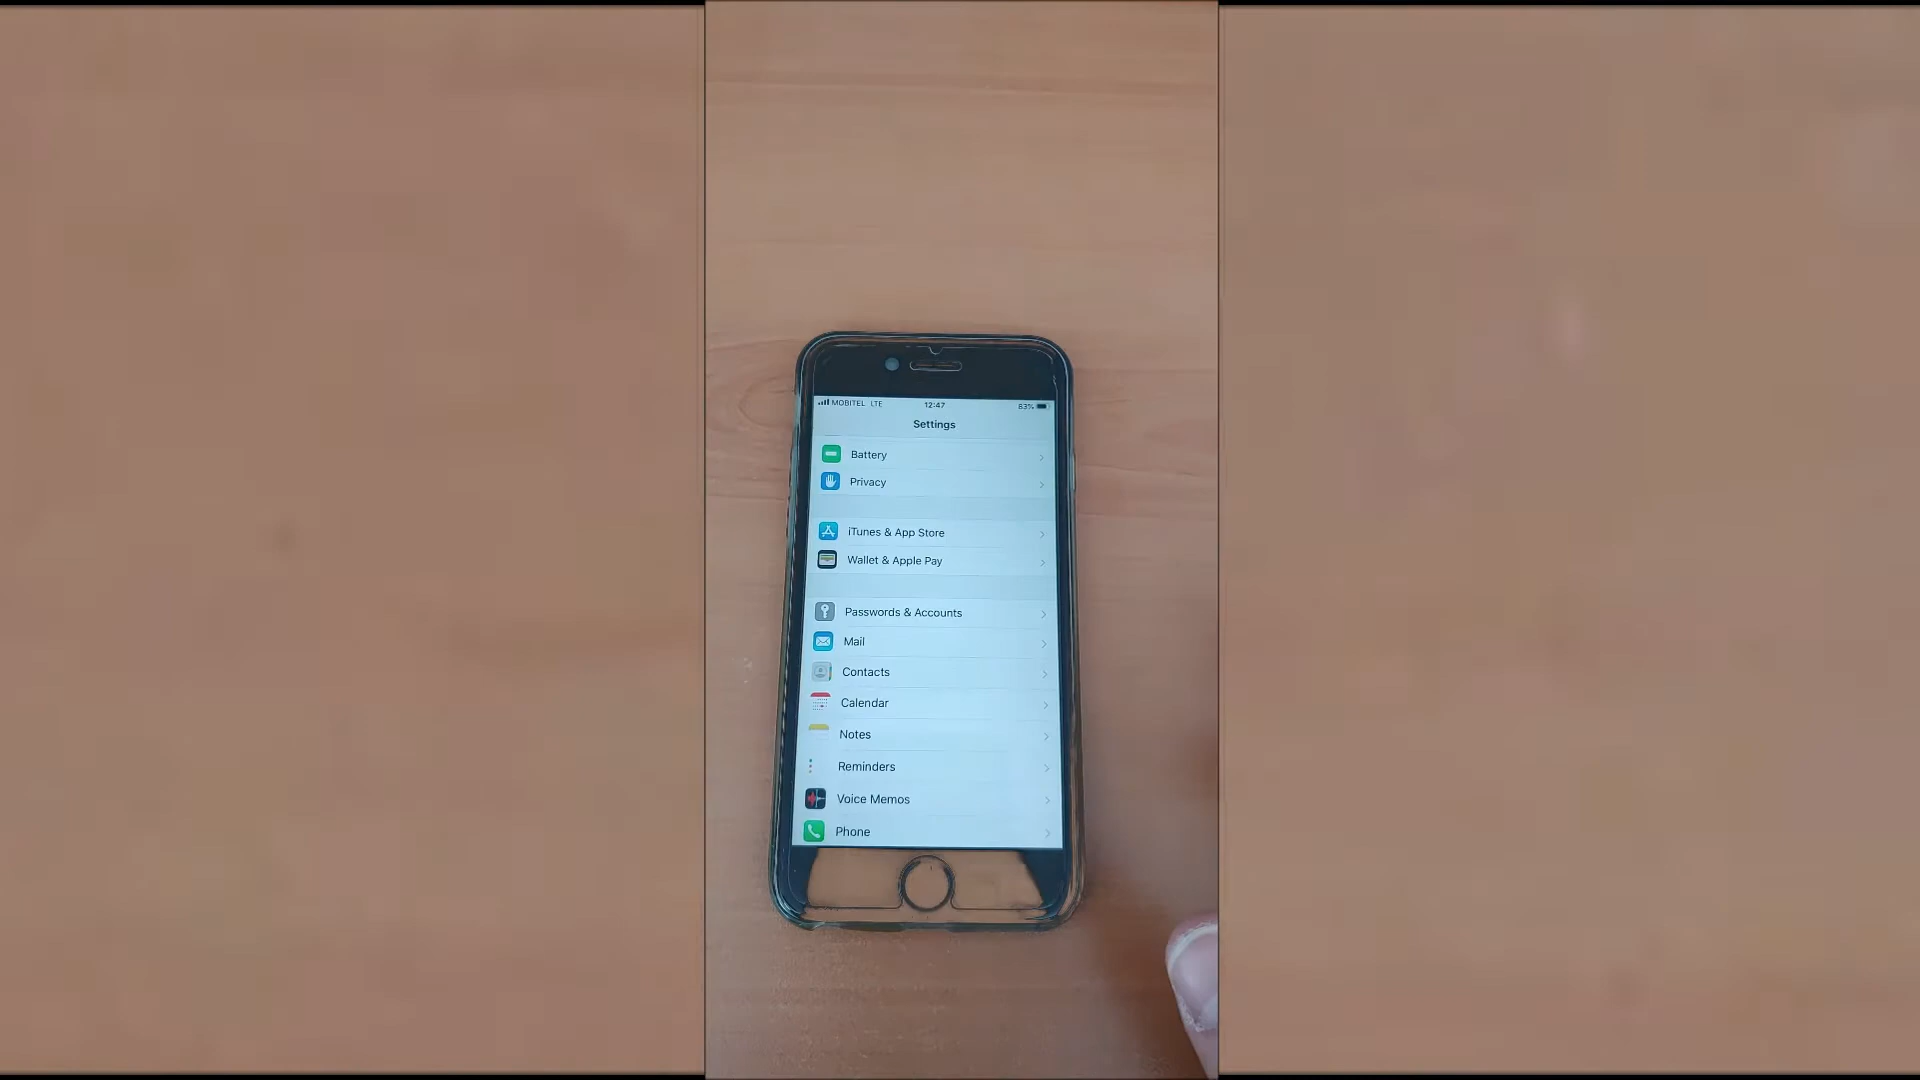 MOBITEL LTE 12:47 83%
Settings
Battery
Privacy
iTunes & App Store
Wallet & Apple Pay
Passwords & Accounts
Mail
Contacts
Calendar
Notes
Reminders
Voice Memos
Phone